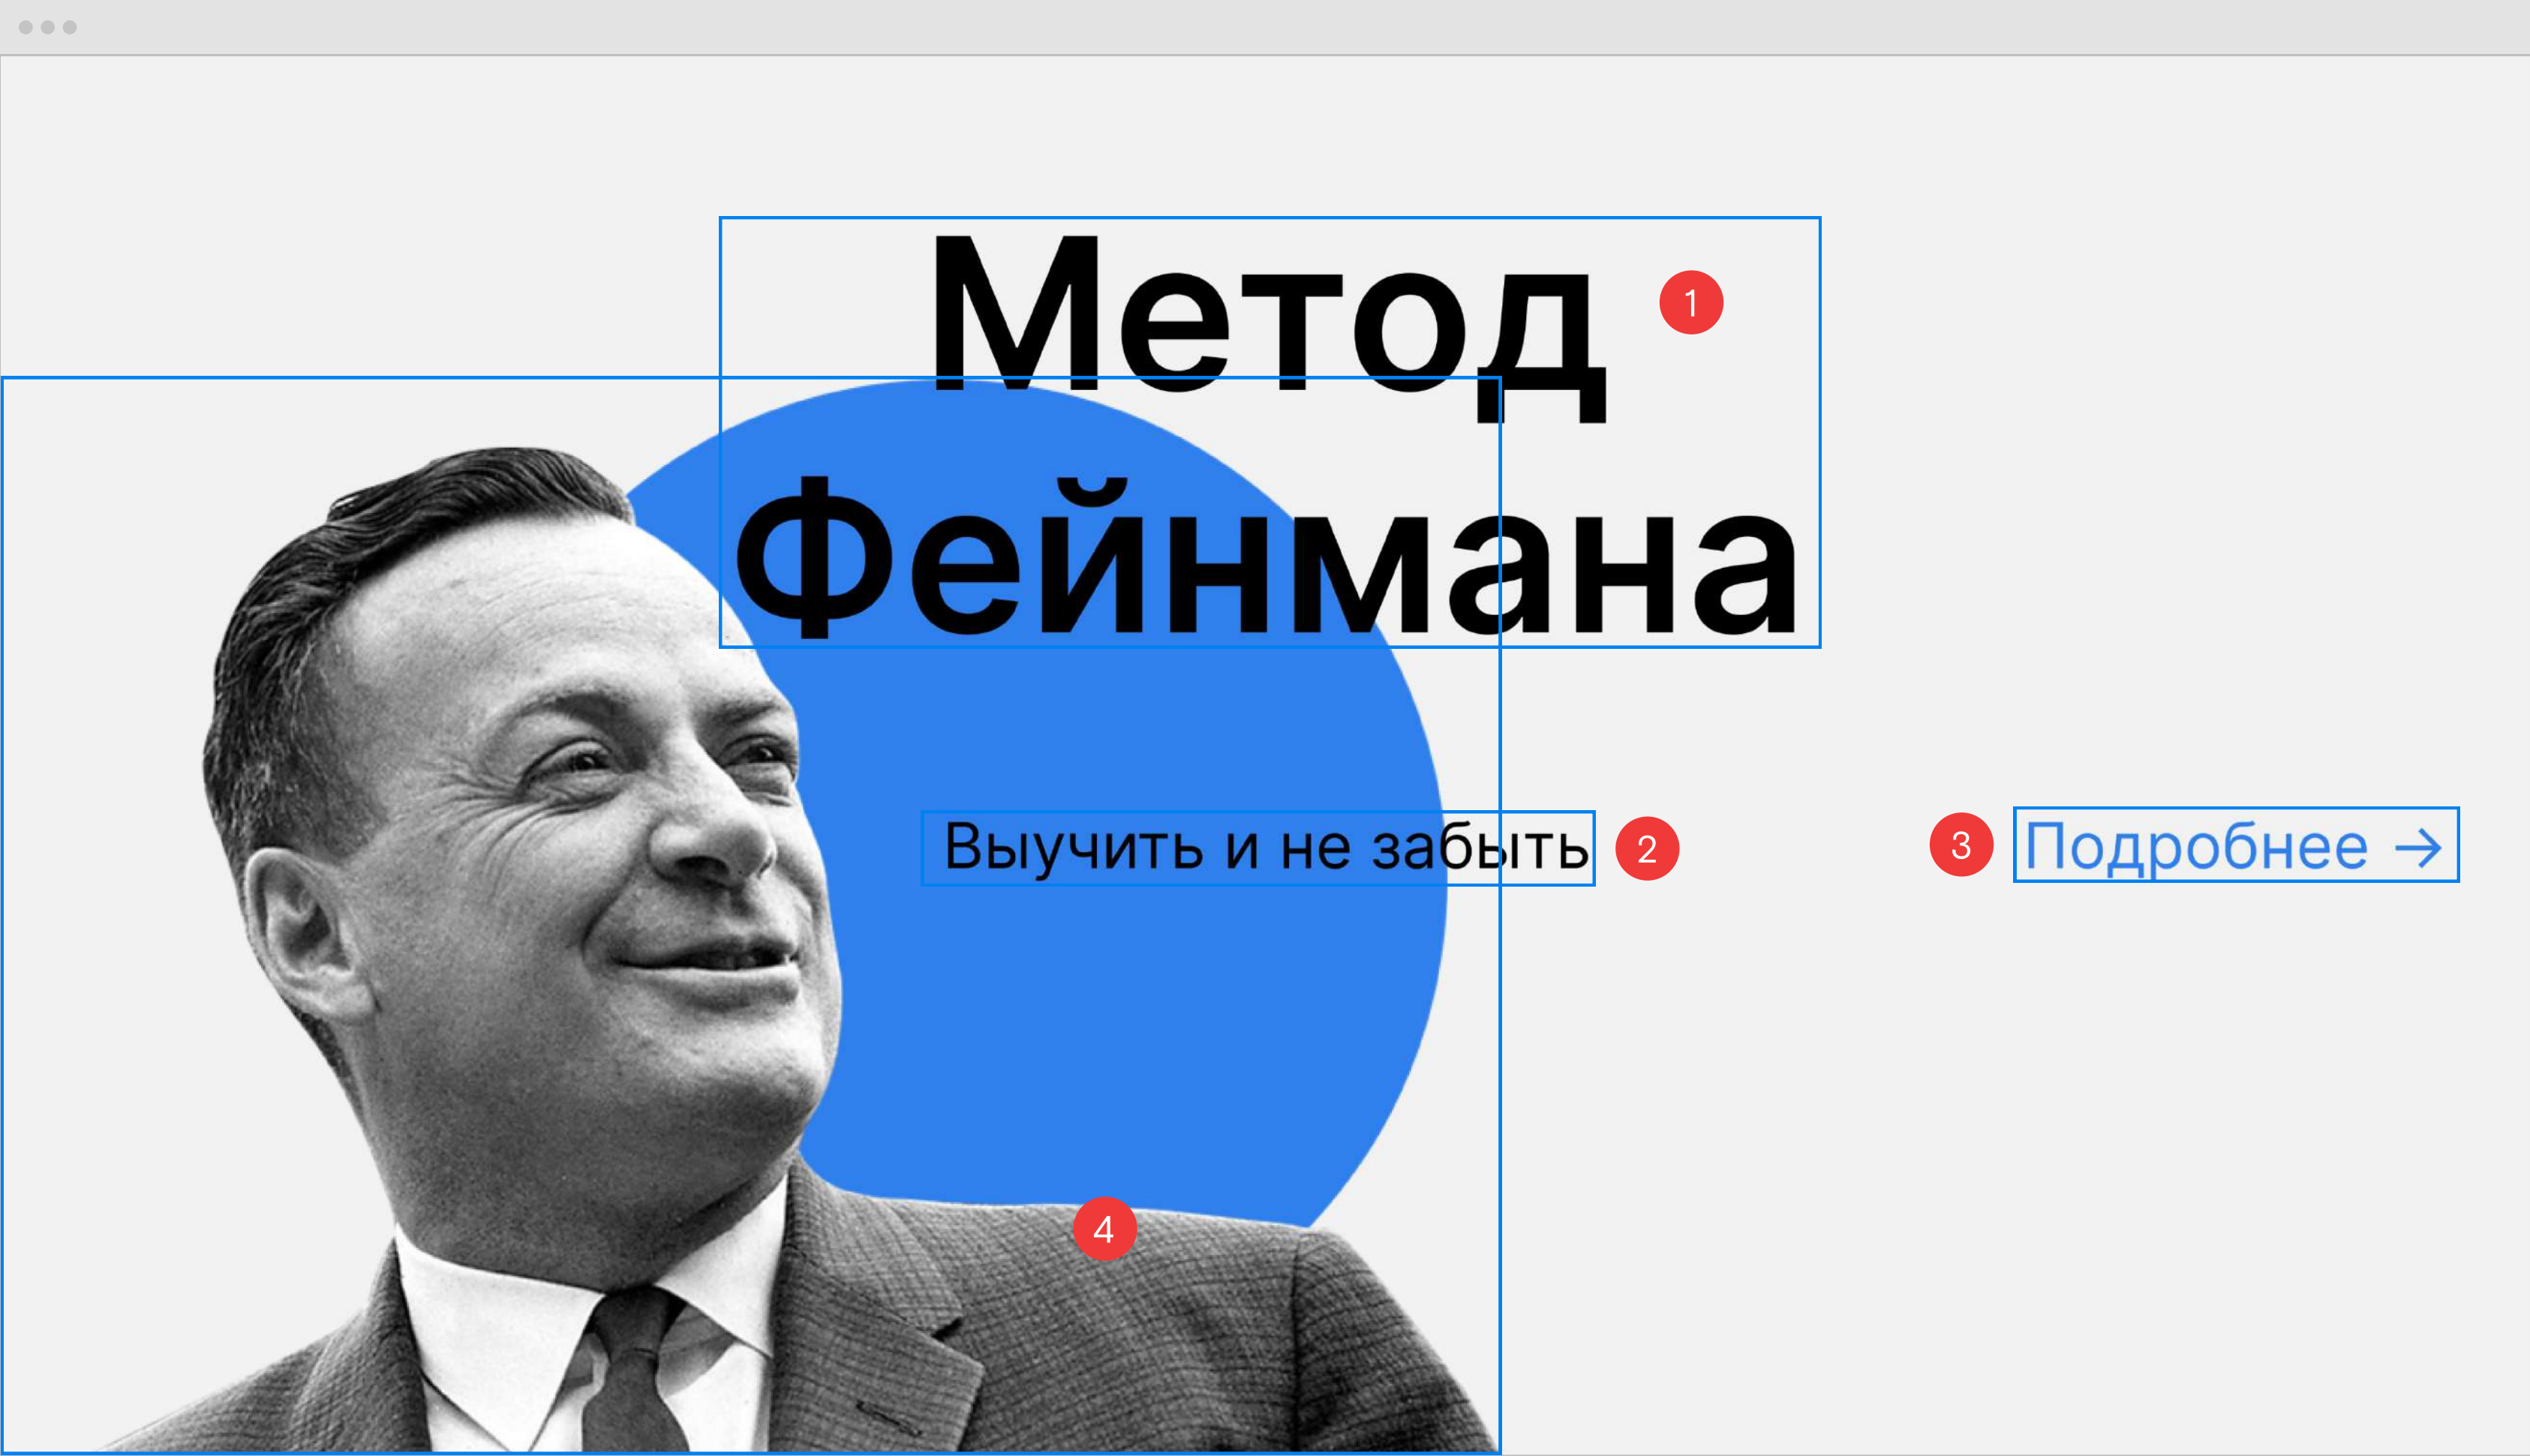 Метод
1
Фейнмана
Выучить и не забыть
2
3
Подробнее →
4